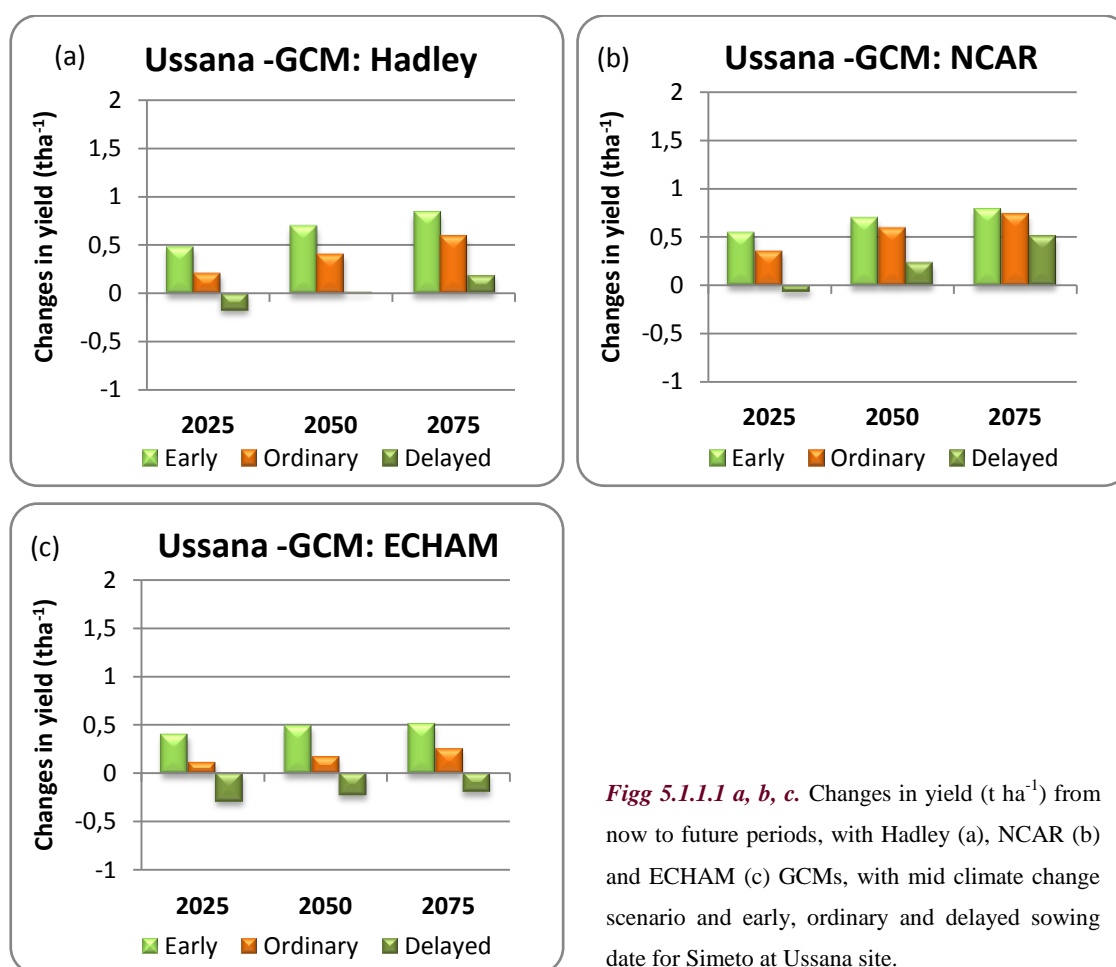 (a)
Ussana -GCM: Hadley
Changes in yield (tha-1)
2
1,5
1
0,5
0
-0,5
-1
2025 2050 2075
Early Ordinary Delayed
(b)
Ussana -GCM: NCAR
Changes in yield (tha-1)
2
1,5
1
0,5
0
-0,5
-1
2025 2050 2075
Early Ordinary Delayed
(c)
Ussana -GCM: ECHAM
Changes in yield (tha-1)
2
1,5
1
0,5
0
-0,5
-1
2025 2050 2075
Early Ordinary Delayed
Figg 5.1.1.1 a, b, c. Changes in yield (t ha-1) from
now to future periods, with Hadley (a), NCAR (b)
and ECHAM (c) GCMs, with mid climate change
scenario and early, ordinary and delayed sowing
date for Simeto at Ussana site.